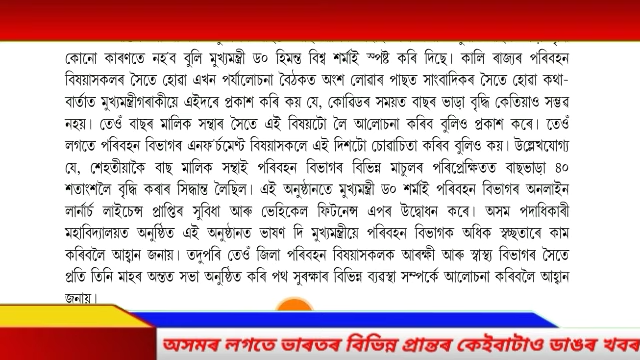 কোনো কাৰণতে নহ'ব বুলি মুখ্যমন্ত্ৰী ড০ হিমন্ত বিশ্ব শৰ্মাই স্পষ্ট কৰি দিছে। কালি ৰাজ্যৰ পৰিবহন
বিষয়াসকলৰ সৈতে হোৱা এখন পৰ্যালোচনা বৈঠকত অংশ লোৱাৰ পাছত সাংবাদিকৰ সৈতে হোৱা কথা-
বাৰ্তাত মুখ্যমন্ত্ৰীগৰাকীয়ে এইদৰে প্ৰকাশ কৰি কয় যে, কোৱিডৰ সময়ত বাছৰ ভাড়া বৃদ্ধি কেতিয়াও সম্ভৱ
নহয়। তেওঁ বাছৰ মালিক সন্থাৰ সৈতে এই বিষয়টো লৈ আলোচনা কৰিব বুলিও প্ৰকাশ কৰে। তেওঁ
লগতে পৰিবহন বিভাগৰ এনফ'ৰ্চমেণ্ট বিষয়াসকলে এই দিশটো চোৱাচিতা কৰিব বুলিও কয়। উল্লেখযোগ্য
যে, শেহতীয়াকৈ বাছ মালিক সন্থাই পৰিবহন বিভাগৰ বিভিন্ন মাচুলৰ পৰিপ্ৰেক্ষিতত বাছভাড়া ৪০
শতাংশলৈ বৃদ্ধি কৰাৰ সিদ্ধান্ত লৈছিল। এই অনুষ্ঠানতে মুখ্যমন্ত্ৰী ড০ শৰ্মাই পৰিবহন বিভাগৰ অনলাইন
লাৰ্নাৰ্চ লাইচেন্স প্ৰাপ্তিৰ সুবিধা আৰু ভেহিকেল ফিটনেন্স এপৰ উদ্বোধন কৰে। অসম পদাধিকাৰী
মহাবিদ্যালয়ত অনুষ্ঠিত এই অনুষ্ঠানত ভাষণ দি মুখ্যমন্ত্ৰীয়ে পৰিবহন বিভাগক অধিক স্বচ্ছতাৰে কাম
কৰিবলৈ আহ্বান জনায়। তদুপৰি তেওঁ জিলা পৰিবহন বিষয়াসকলক আৰক্ষী আৰু স্বাস্থ্য বিভাগৰ সৈতে
প্ৰতি তিনি মাহৰ অন্তত সভা অনুষ্ঠিত কৰি পথ সুৰক্ষাৰ বিভিন্ন ব্যৱস্থা সম্পৰ্কে আলোচনা কৰিবলৈ আহ্বান
জনায়।
অসমৰ লগতে ভাৰতৰ বিভিন্ন প্ৰান্তৰ কেইবাটাও ডাঙৰ খবৰ